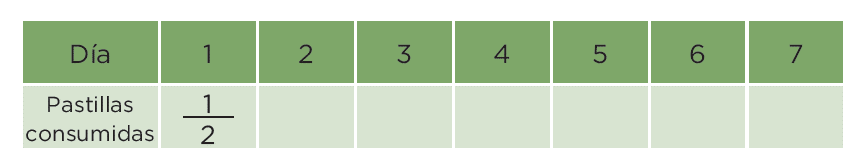 Día 1 2 3 4 5 6 7
Pastillas 1
consumidas 2